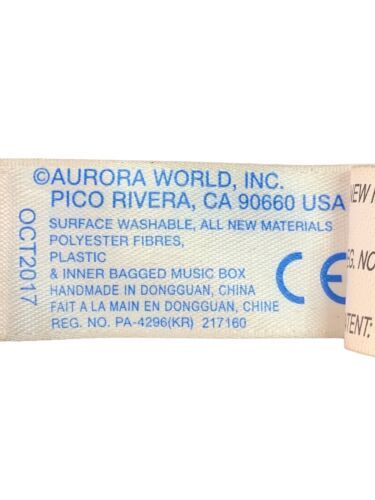 ©AURORA WORLD, INC.
PICO RIVERA, CA 90660 USA
SURFACE WASHABLE, ALL NEW MATERIALS
POLYESTER FIBRES,
PLASTIC
& INNER BAGGED MUSIC BOX
HANDMADE IN DONGGUAN, CHINA
FAIT A LA MAIN EN DONGGUAN, CHINE
REG. NO. PA-4296(KR) 217160
OCT2017
CE
NEW
NO